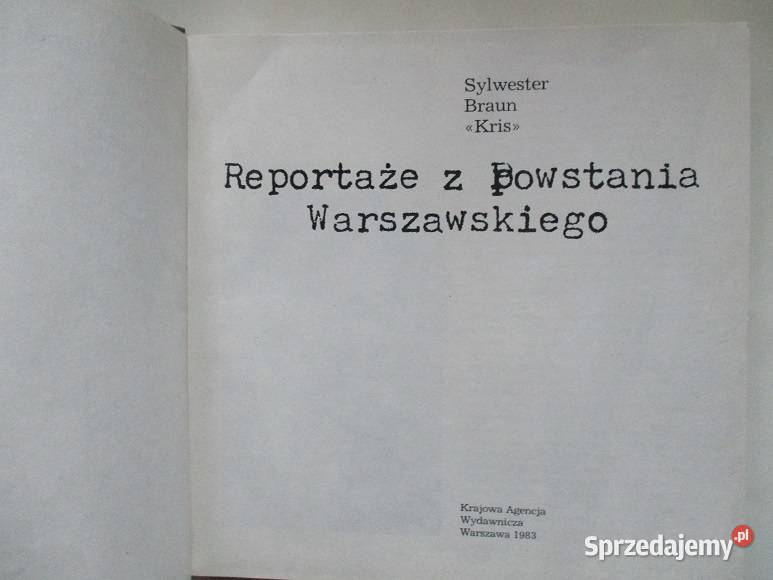 Sylwester
Braun
«Kris»
Reportaże z Powstania
Warszawskiego
Krajowa Agencja
Wydawnicza
Warszawa 1983
Sprzedajemy.pl